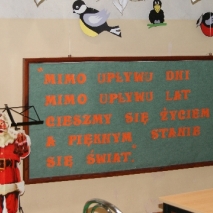 "MIMO UPŁYWU DNI
MIMO UPŁYWU LAT
CIESZMY SIĘ ŻYCIEM
A PIĘKNYM STANIE
SIĘ ŚWIAT."